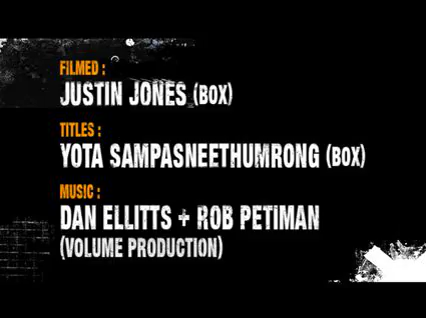 FILMED :
JUSTIN JONES (BOX)
TITLES :
YOTA SAMPASNEETHUMRONG (BOX)
MUSIC :
DAN ELLITTS + ROB PETIMAN
(VOLUME PRODUCTION)